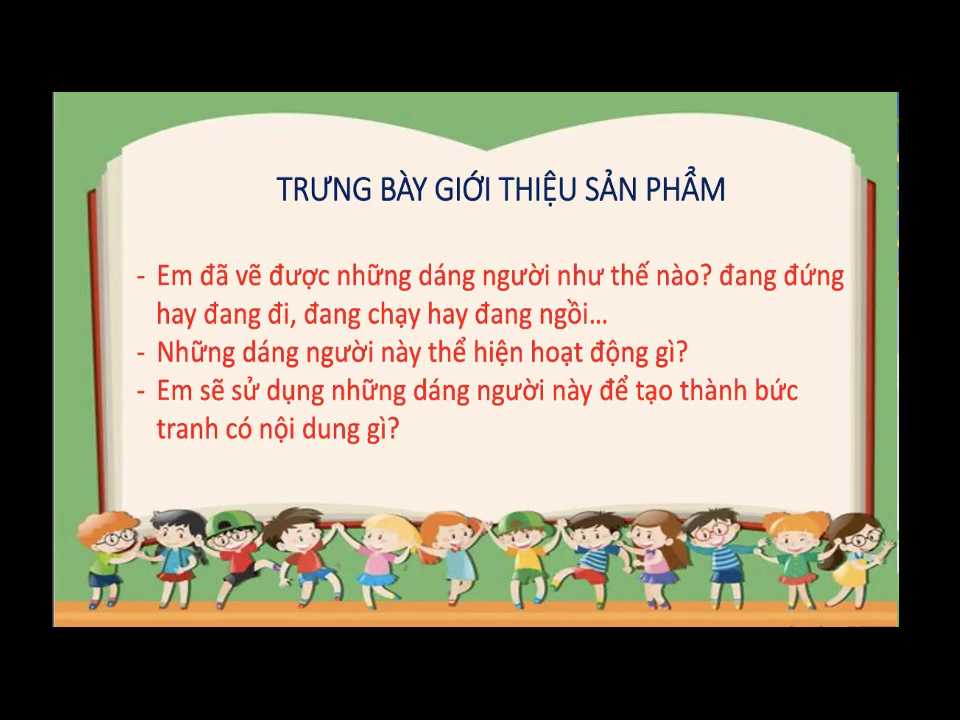 TRƯNG BÀY GIỚI THIỆU SẢN PHẨM
- Em đã vẽ được những dáng người như thế nào? đang đứng
hay đang đi, đang chạy hay đang ngồi...
- Những dáng người này thể hiện hoạt động gì?
- Em sẽ sử dụng những dáng người này để tạo thành bức
tranh có nội dung gì?